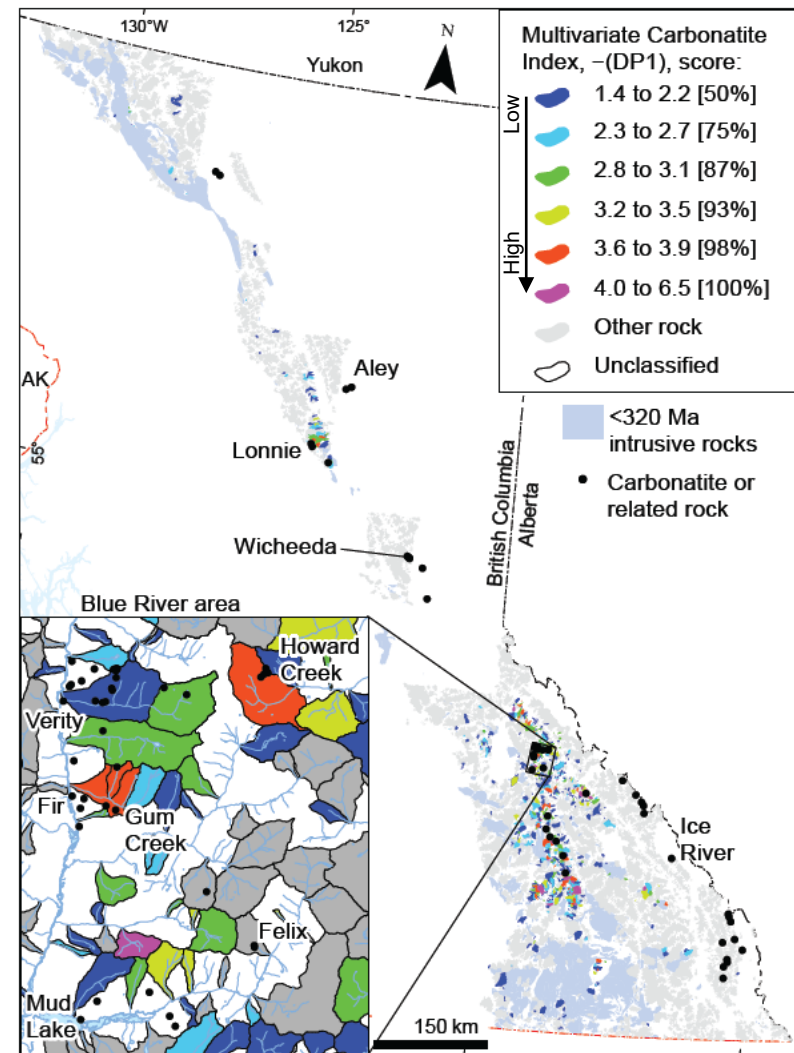 130°W
125°
N
Yukon
Multivariate Carbonatite
Index, −(DP1), score:
Low
High
1.4 to 2.2 [50%]
2.3 to 2.7 [75%]
2.8 to 3.1 [87%]
3.2 to 3.5 [93%]
3.6 to 3.9 [98%]
4.0 to 6.5 [100%]
Other rock
Unclassified
<320 Ma
intrusive rocks
Carbonatite or
related rock
AK
55°
Aley
Lonnie
Wicheeda
British Columbia
Alberta
Blue River area
Howard
Creek
Verity
Fir
Gum
Creek
Felix
Mud
Lake
Ice
River
150 km